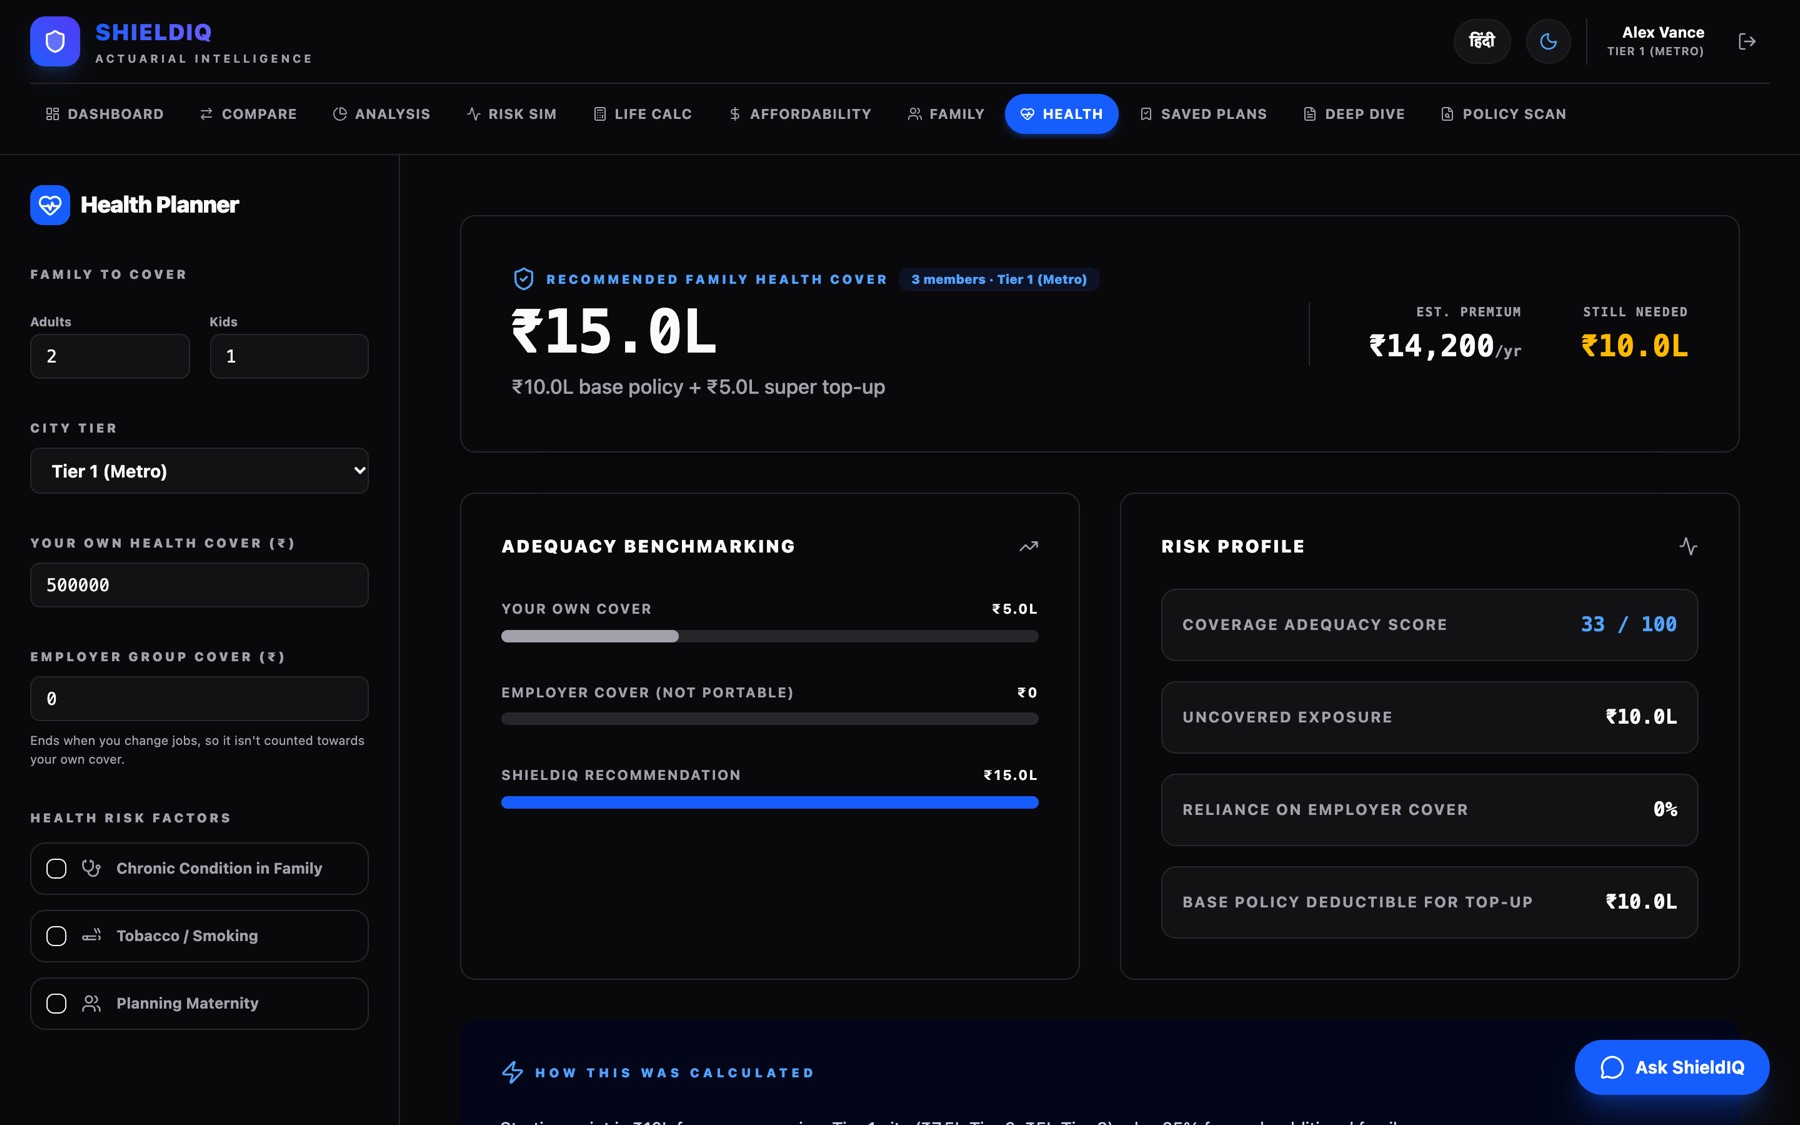 SHIELDIQ
ACTUARIAL INTELLIGENCE
हिंदी
Alex Vance
TIER 1 (METRO)
DASHBOARD
COMPARE
ANALYSIS
RISK SIM
LIFE CALC
AFFORDABILITY
FAMILY
HEALTH
SAVED PLANS
DEEP DIVE
POLICY SCAN
Health Planner
FAMILY TO COVER
Adults
Kids
2
1
CITY TIER
Tier 1 (Metro)
YOUR OWN HEALTH COVER (₹)
500000
EMPLOYER GROUP COVER (₹)
0
Ends when you change jobs, so it isn't counted towards
your own cover.
HEALTH RISK FACTORS
Chronic Condition in Family
Tobacco / Smoking
Planning Maternity
RECOMMENDED FAMILY HEALTH COVER
3 members · Tier 1 (Metro)
₹15.0L
₹10.0L base policy + ₹5.0L super top-up
EST. PREMIUM
₹14,200/yr
STILL NEEDED
₹10.0L
ADEQUACY BENCHMARKING
YOUR OWN COVER
₹5.0L
EMPLOYER COVER (NOT PORTABLE)
₹0
SHIELDIQ RECOMMENDATION
₹15.0L
RISK PROFILE
COVERAGE ADEQUACY SCORE
33 / 100
UNCOVERED EXPOSURE
₹10.0L
RELIANCE ON EMPLOYER COVER
0%
BASE POLICY DEDUCTIBLE FOR TOP-UP
₹10.0L
HOW THIS WAS CALCULATED
Ask ShieldIQ